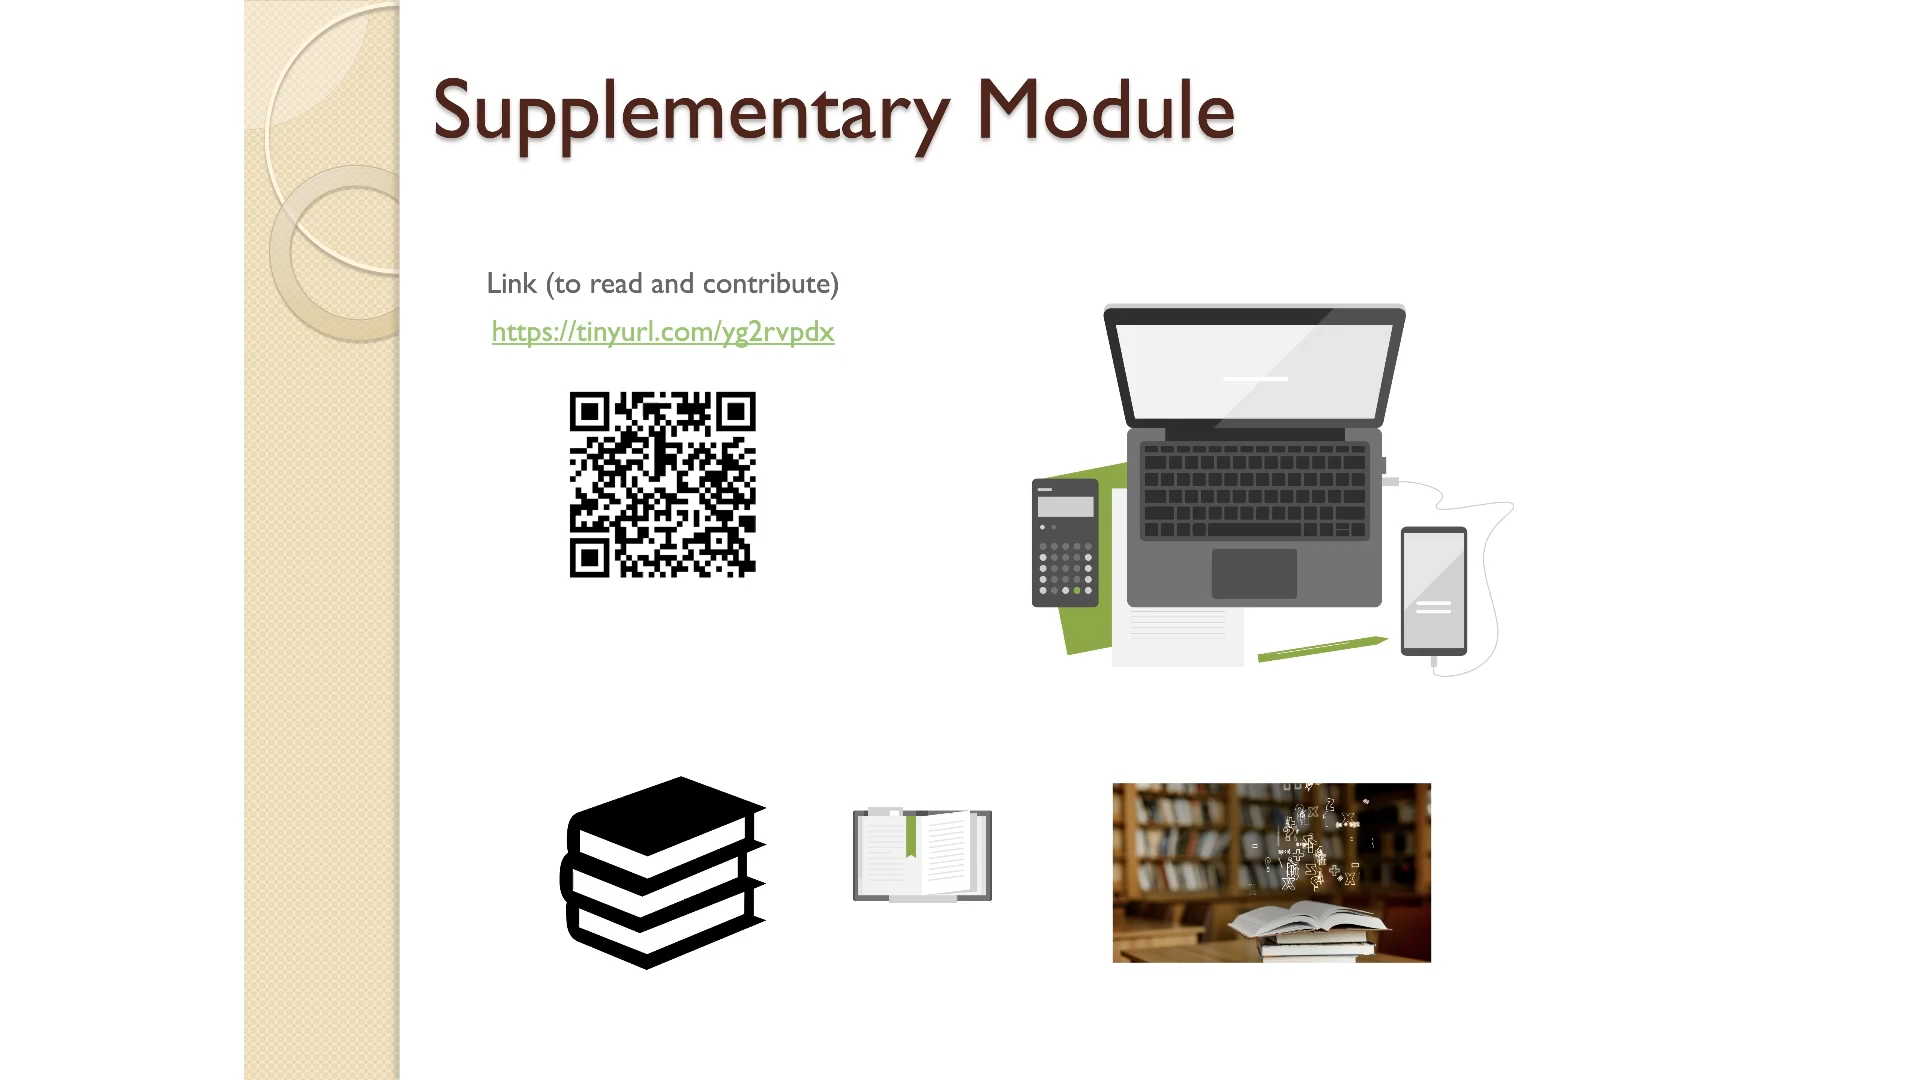 Supplementary Module
Link (to read and contribute)
https://tinyurl.com/yg2rvpdx